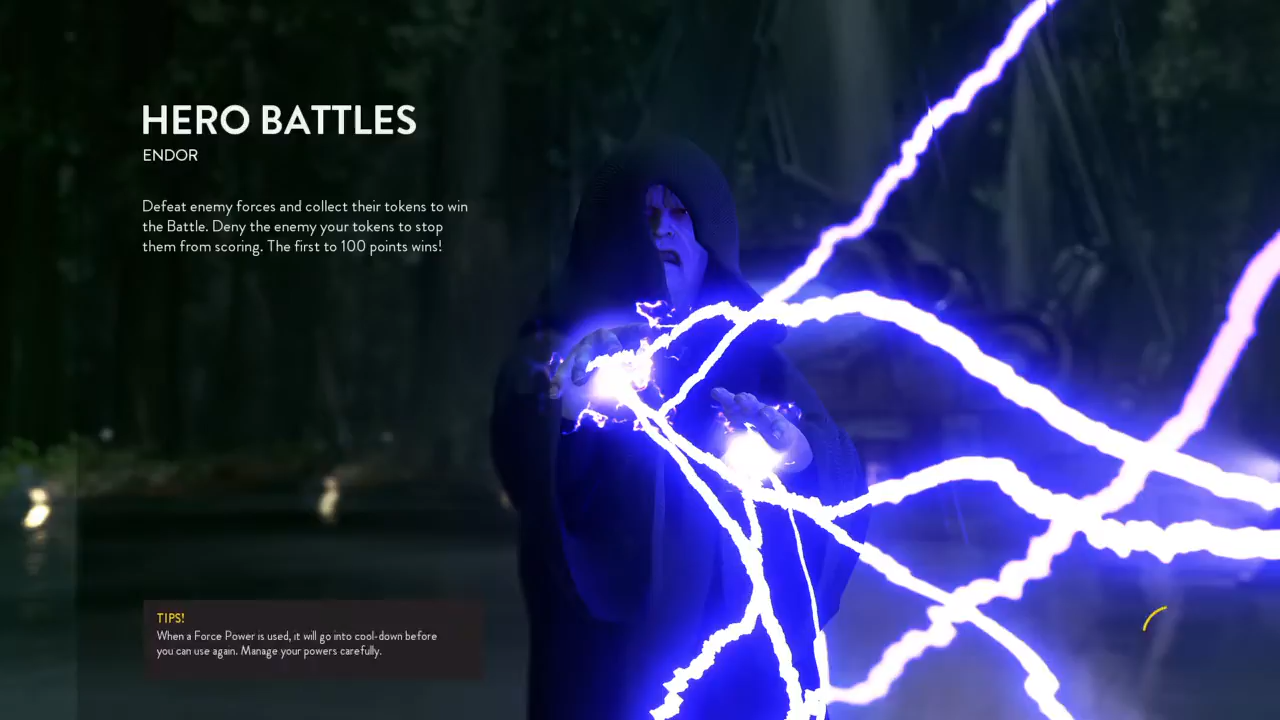 HERO BATTLES
ENDOR
Defeat enemy forces and collect their tokens to win
the Battle. Deny the enemy your tokens to stop
them from scoring. The first to 100 points wins!
TIPS!
When a Force Power is used, it will go into cool-down before
you can use again. Manage your powers carefully.